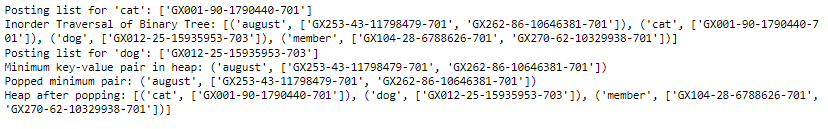 Posting list for 'cat': ['GX001-90-1790440-701']
Inorder Traversal of Binary Tree: [('august', ['GX253-43-11798479-701', 'GX262-86-10646381-701']), ('cat', ['GX001-90-1790440-7
01']), ('dog', ['GX012-25-15935953-703']), ('member', ['GX104-28-6788626-701', 'GX270-62-10329938-701'])]
Posting list for 'dog': ['GX012-25-15935953-703']
Minimum key-value pair in heap: ('august', ['GX253-43-11798479-701', 'GX262-86-10646381-701'])
Popped minimum pair: ('august', ['GX253-43-11798479-701', 'GX262-86-10646381-701'])
Heap after popping: [('cat', ['GX001-90-1790440-701']), ('dog', ['GX012-25-15935953-703']), ('member', ['GX104-28-6788626-701',
'GX270-62-10329938-701'])]